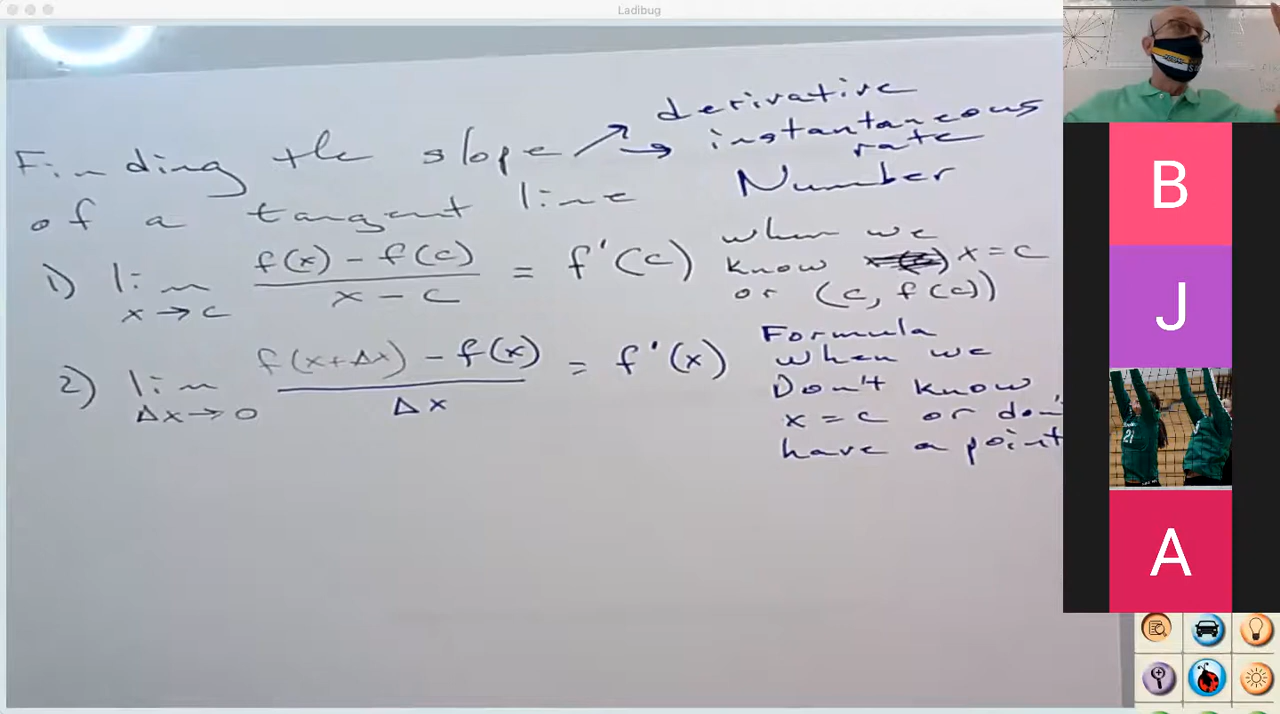 Ladibug
Finding the slope
derivative
instantaneous
rate
of a tangent line
Number
1) lim x→c f(x) - f(c) / x - c = f'(c)
when we
know x = c
or (c, f(c))
2) lim Δx→0 f(x+Δx) - f(x) / Δx = f'(x)
Formula
when we
Don't know
x = c or don'
have a point
B
J
21
A